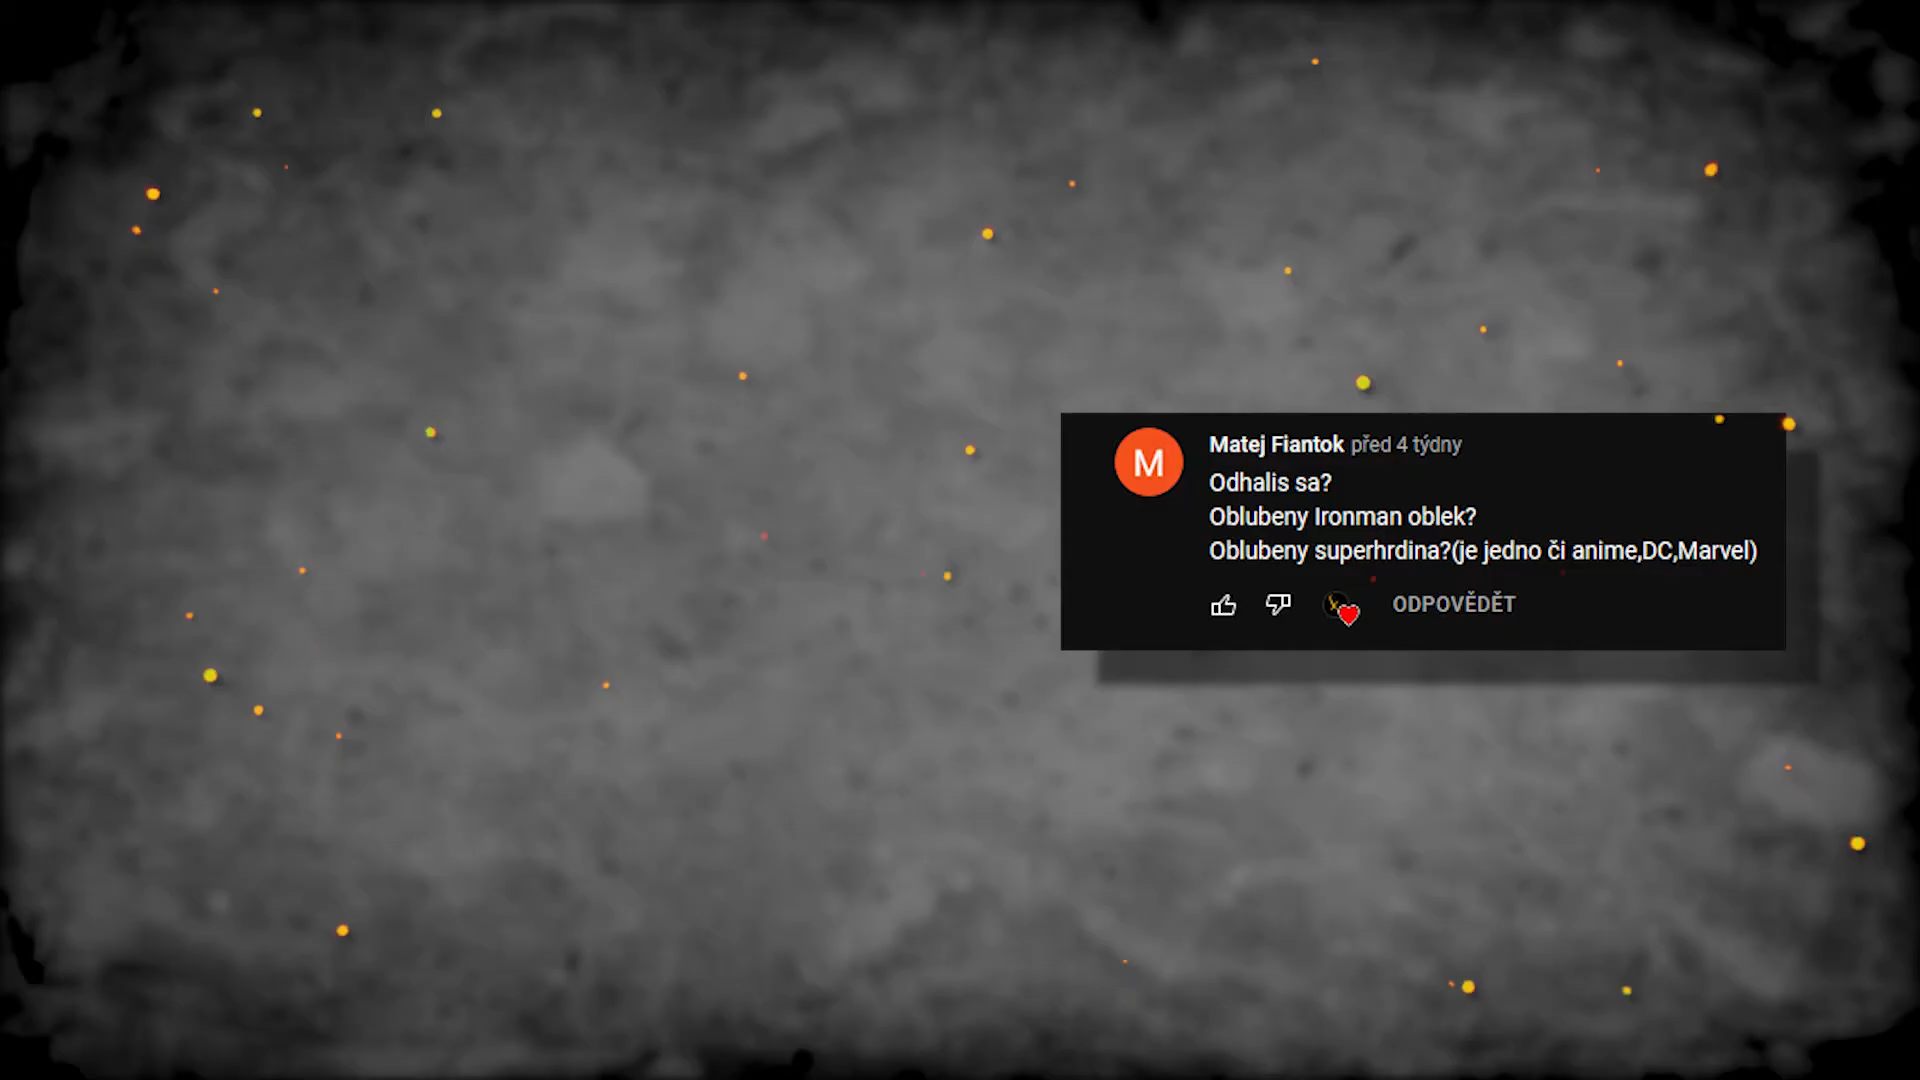 M
Matej Fiantok před 4 týdny
Odhalis sa?
Oblubeny Ironman oblek?
Oblubeny superhrdina?(je jedno či anime,DC,Marvel)
ODPOVĚDĚT